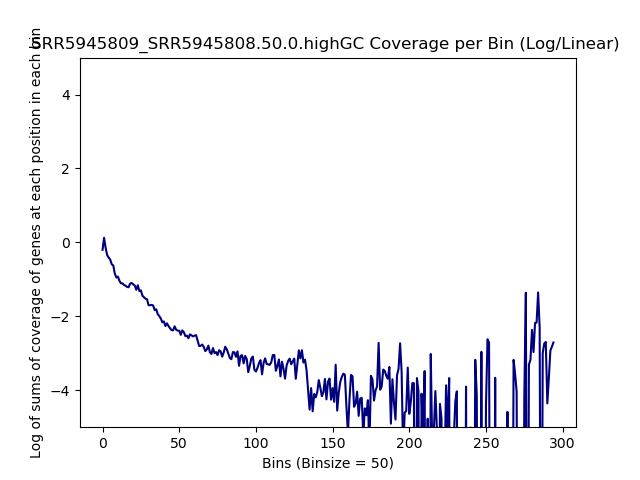 SRR5945809_SRR5945808.50.0.highGC Coverage per Bin (Log/Linear)
Log of sums of coverage of genes at each position in each bin
4
2
0
−2
−4
0 50 100 150 200 250 300
Bins (Binsize = 50)